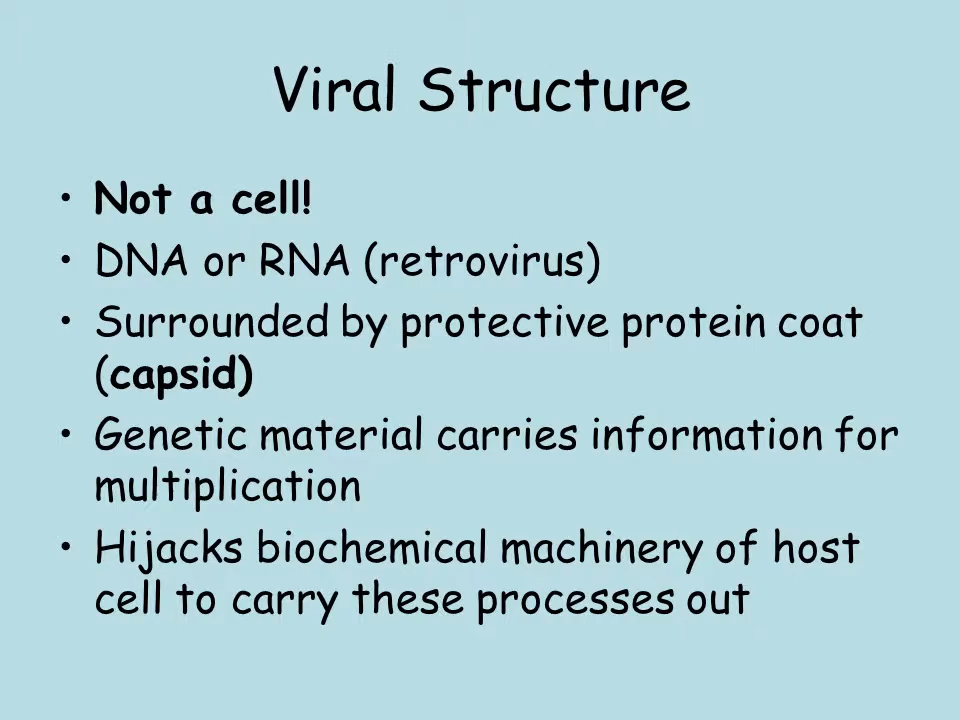 Viral Structure
• Not a cell!
• DNA or RNA (retrovirus)
• Surrounded by protective protein coat
(capsid)
• Genetic material carries information for
multiplication
• Hijacks biochemical machinery of host
cell to carry these processes out